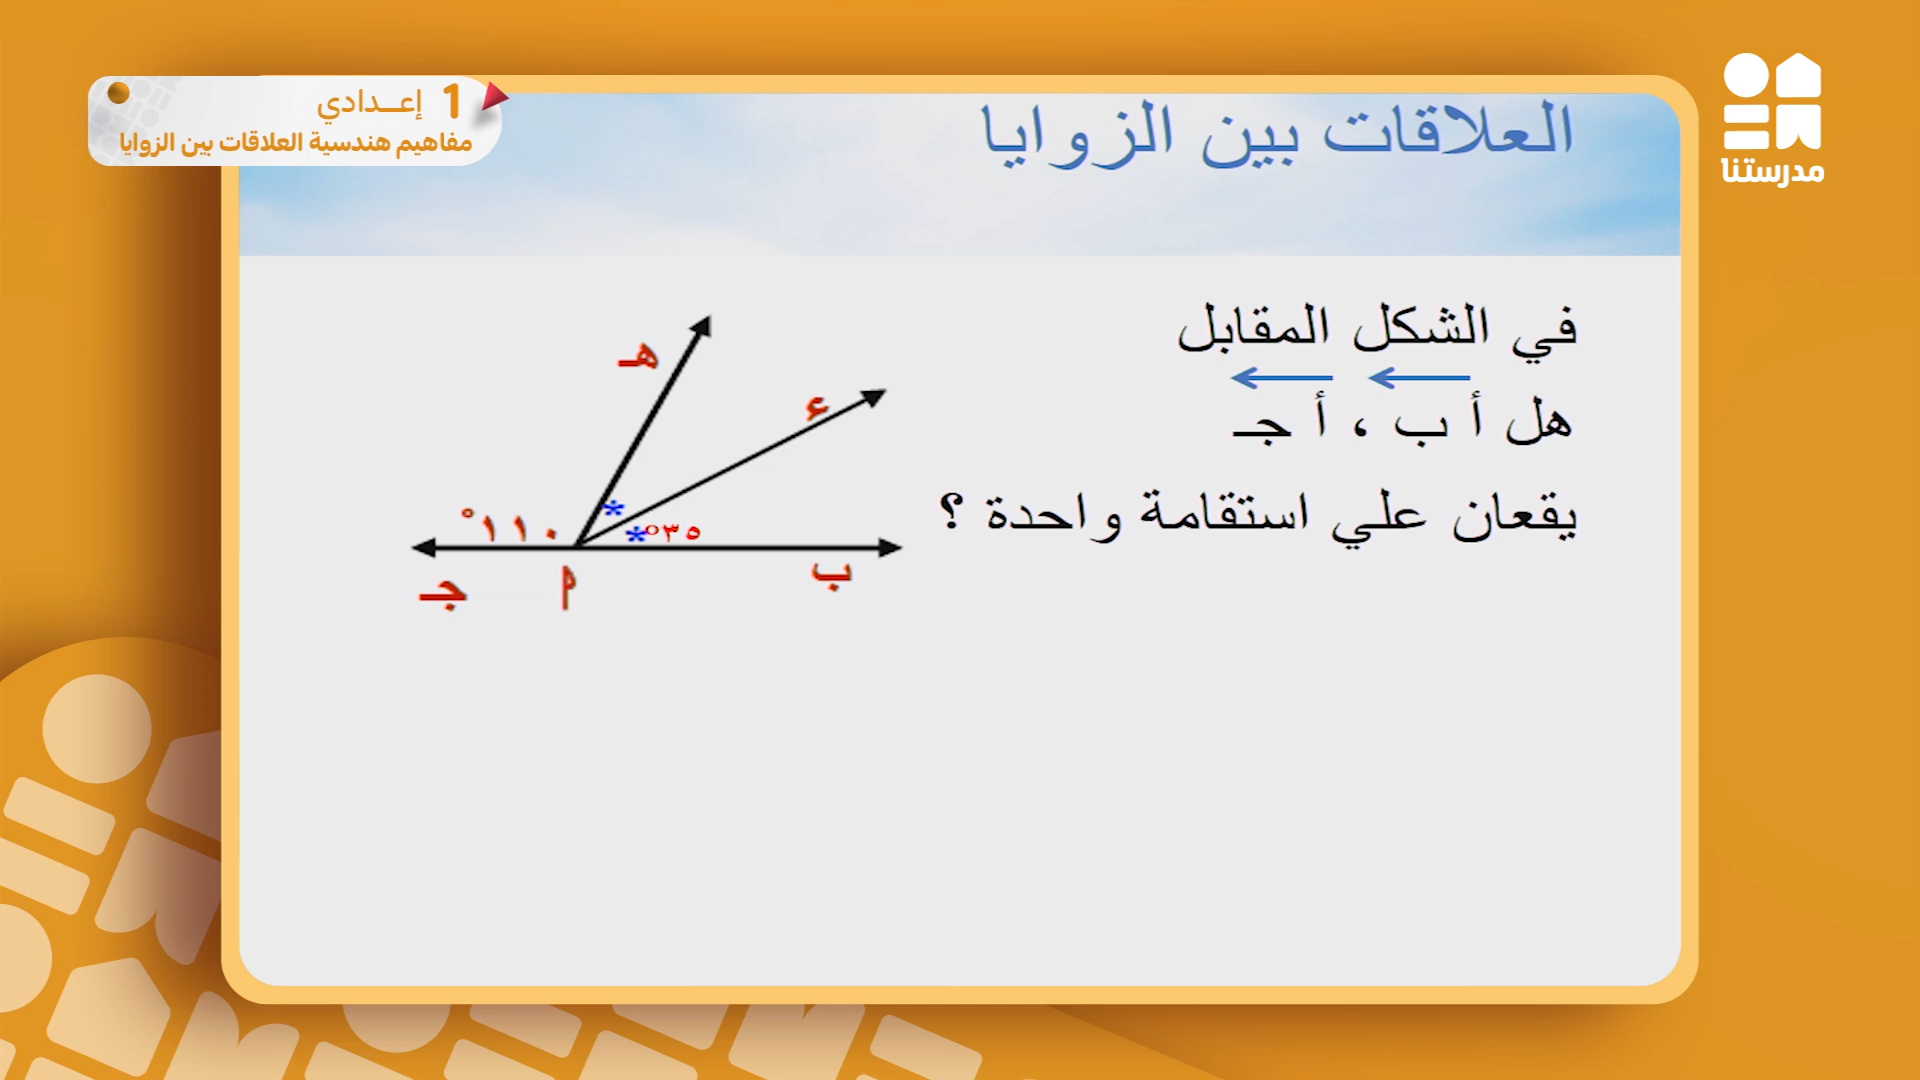 1 إعـــدادي
مفاهيم هندسية العلاقات بين الزوايا
مدرستنا
العلاقات بين الزوايا
في الشكل المقابل
هل أ ب ، أ جـ
يقعان علي استقامة واحدة ؟
هـ
ء
١١٠°
* *
٣٥°
جـ
أ
ب